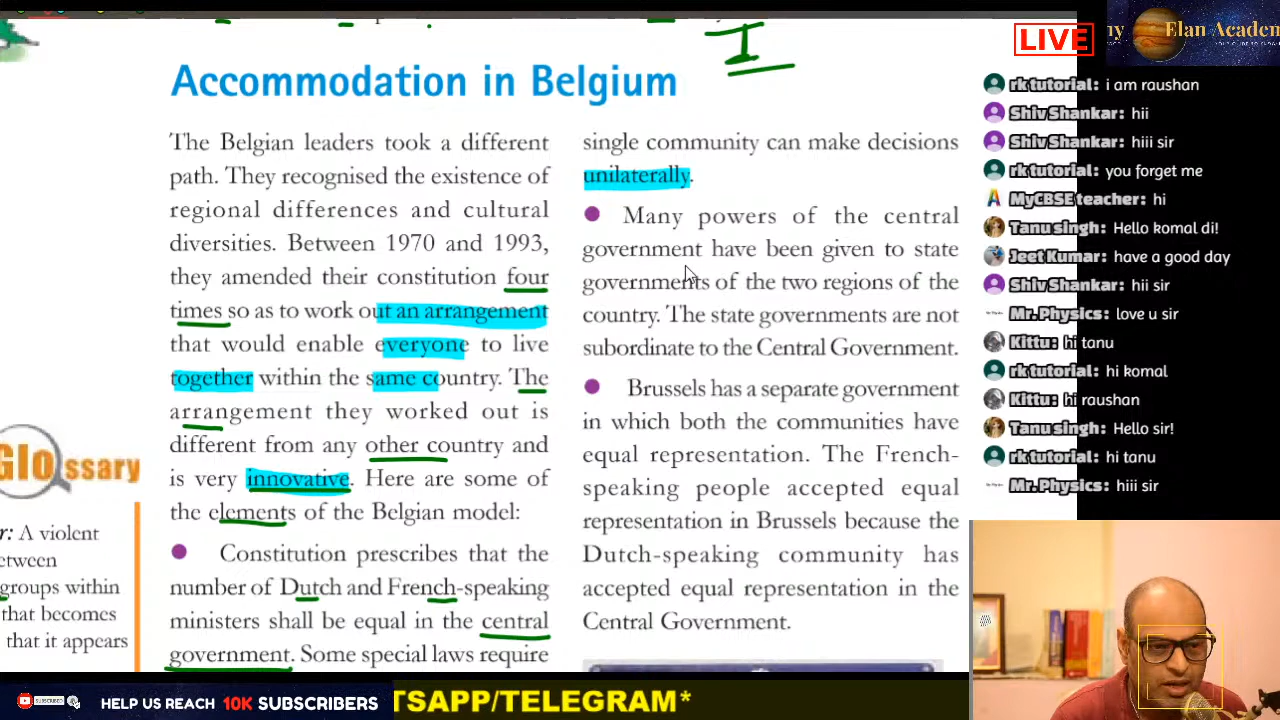 I
LIVE
ny Elan Academ
Accommodation in Belgium
The Belgian leaders took a different
path. They recognised the existence of
regional differences and cultural
diversities. Between 1970 and 1993,
they amended their constitution four
times so as to work out an arrangement
that would enable everyone to live
together within the same country. The
arrangement they worked out is
different from any other country and
is very innovative. Here are some of
the elements of the Belgian model:
Constitution prescribes that the
number of Dutch and French-speaking
ministers shall be equal in the central
government. Some special laws require
single community can make decisions
unilaterally.
Many powers of the central
government have been given to state
governments of the two regions of the
country. The state governments are not
subordinate to the Central Government.
Brussels has a separate government
in which both the communities have
equal representation. The French-
speaking people accepted equal
representation in Brussels because the
Dutch-speaking community has
accepted equal representation in the
Central Government.
Glossary
r: A violent
etween
groups within
that becomes
that it appears
rk tutorial: i am raushan
Shiv Shankar: hii
Shiv Shankar: hiii sir
rk tutorial: you forget me
MyCBSE teacher: hi
Tanu singh: Hello komal di!
Jeet Kumar: have a good day
Shiv Shankar: hii sir
Mr. Physics: love u sir
Kittu: hi tanu
rk tutorial: hi komal
Kittu: hi raushan
Tanu singh: Hello sir!
rk tutorial: hi tanu
Mr. Physics: hiii sir
HELP US REACH 10K SUBSCRIBERS
TSAPP/TELEGRAM*